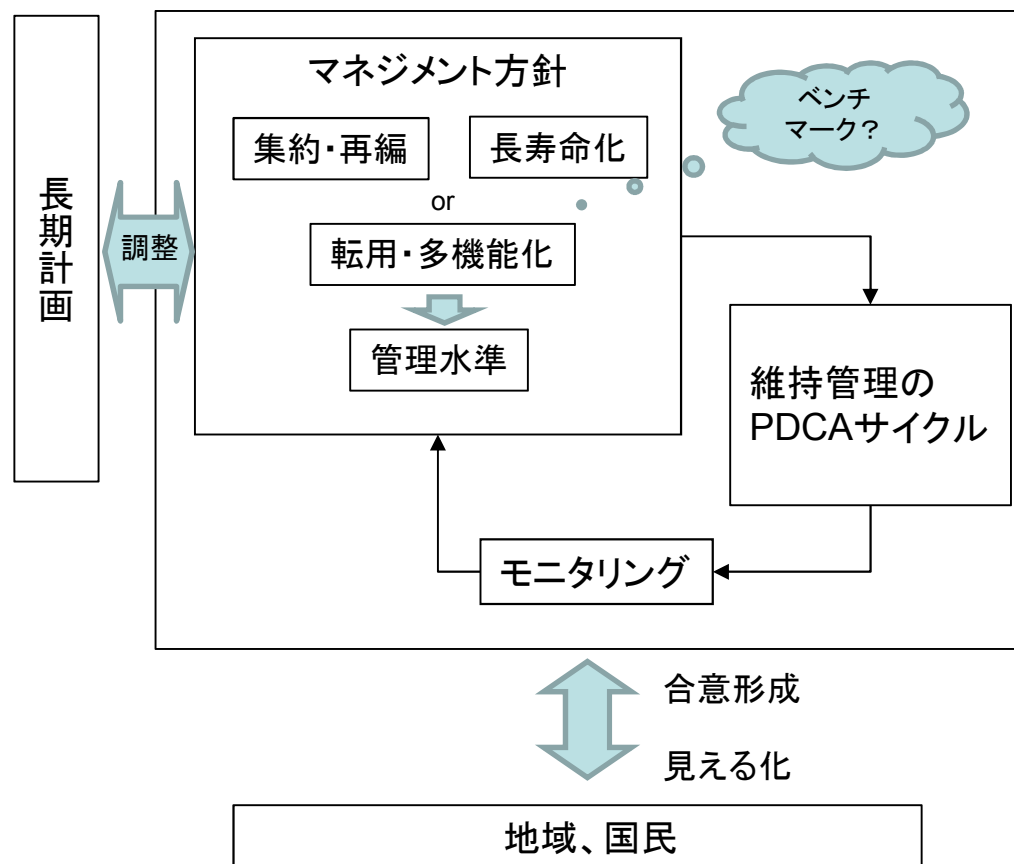 長期計画
調整
マネジメント方針
集約・再編
長寿命化
or
転用・多機能化
管理水準
ベンチ
マーク？
維持管理の
PDCAサイクル
モニタリング
合意形成
見える化
地域、国民